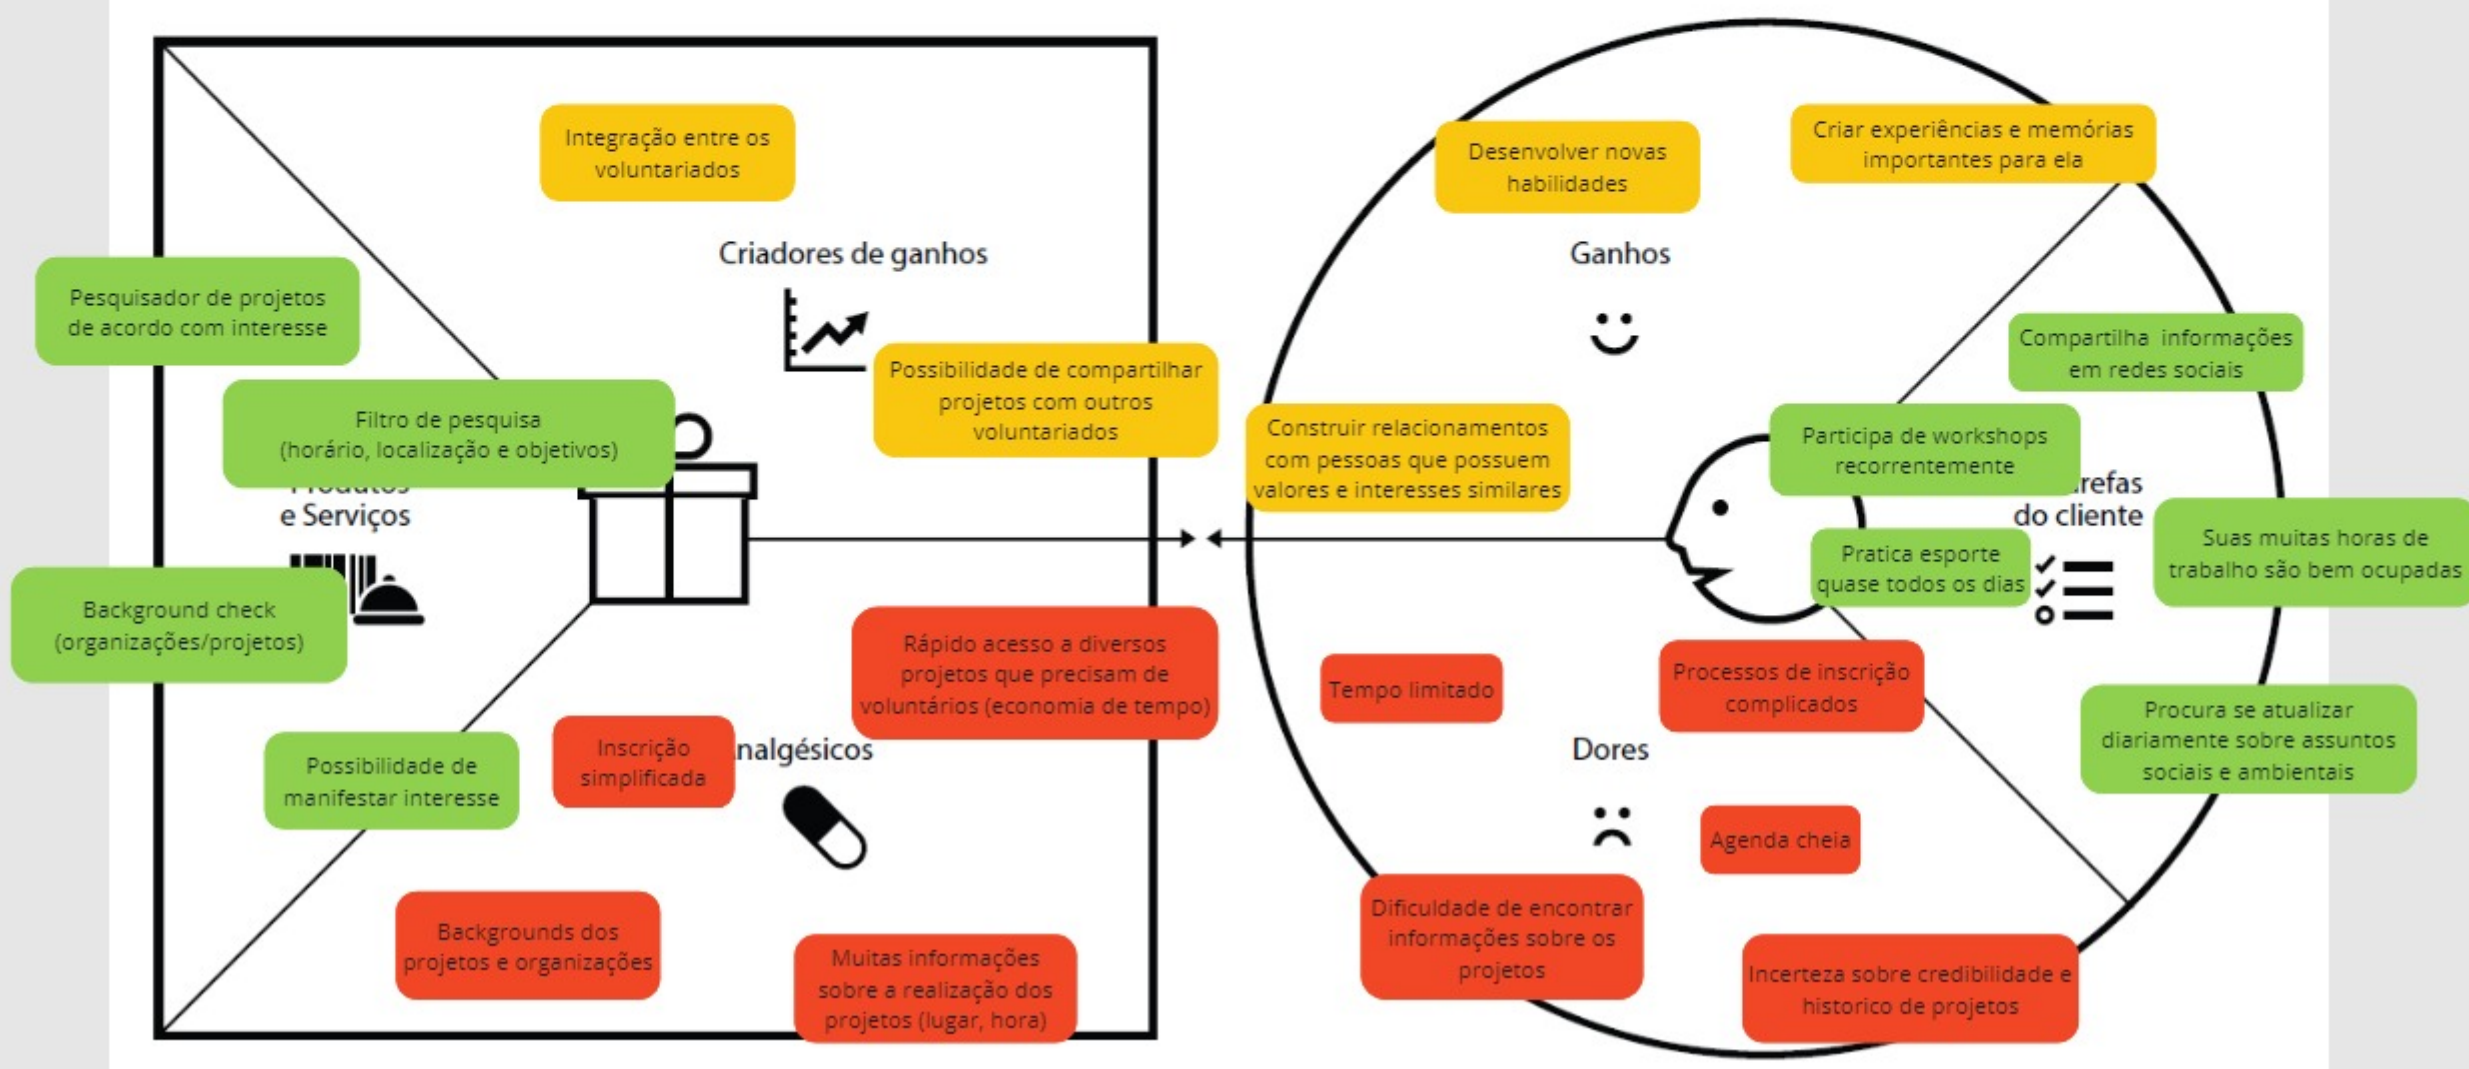 Integração entre os
voluntariados
Criadores de ganhos
Pesquisador de projetos
de acordo com interesse
Filtro de pesquisa
(horário, localização e objetivos)
Possibilidade de compartilhar
projetos com outros
voluntariados
e Serviços
Background check
(organizações/projetos)
Possibilidade de
manifestar interesse
Inscrição
simplificada
nalgésicos
Rápido acesso a diversos
projetos que precisam de
voluntários (economia de tempo)
Backgrounds dos
projetos e organizações
Muitas informações
sobre a realização dos
projetos (lugar, hora)
Desenvolver novas
habilidades
Criar experiências e memórias
importantes para ela
Ganhos
Construir relacionamentos
com pessoas que possuem
valores e interesses similares
Compartilha informações
em redes sociais
Participa de workshops
recorrentemente
refas
do cliente
Pratica esporte
quase todos os dias
Suas muitas horas de
trabalho são bem ocupadas
Procura se atualizar
diariamente sobre assuntos
sociais e ambientais
Tempo limitado
Processos de inscrição
complicados
Dores
Agenda cheia
Dificuldade de encontrar
informações sobre os
projetos
Incerteza sobre credibilidade e
historico de projetos